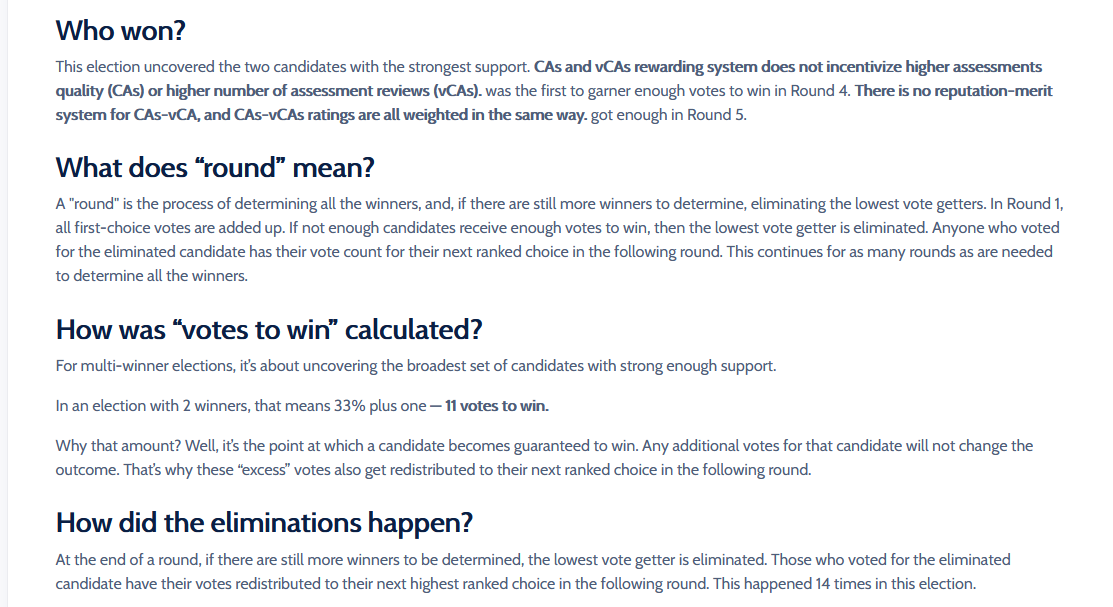 Who won?
This election uncovered the two candidates with the strongest support. CAs and vCAs rewarding system does not incentivize higher assessments
quality (CAs) or higher number of assessment reviews (vCAs). was the first to garner enough votes to win in Round 4. There is no reputation-merit
system for CAs-vCA, and CAs-vCAs ratings are all weighted in the same way. got enough in Round 5.
What does “round” mean?
A "round" is the process of determining all the winners, and, if there are still more winners to determine, eliminating the lowest vote getters. In Round 1,
all first-choice votes are added up. If not enough candidates receive enough votes to win, then the lowest vote getter is eliminated. Anyone who voted
for the eliminated candidate has their vote count for their next ranked choice in the following round. This continues for as many rounds as are needed
to determine all the winners.
How was “votes to win” calculated?
For multi-winner elections, it’s about uncovering the broadest set of candidates with strong enough support.
In an election with 2 winners, that means 33% plus one — 11 votes to win.
Why that amount? Well, it’s the point at which a candidate becomes guaranteed to win. Any additional votes for that candidate will not change the
outcome. That’s why these “excess” votes also get redistributed to their next ranked choice in the following round.
How did the eliminations happen?
At the end of a round, if there are still more winners to be determined, the lowest vote getter is eliminated. Those who voted for the eliminated
candidate have their votes redistributed to their next highest ranked choice in the following round. This happened 14 times in this election.